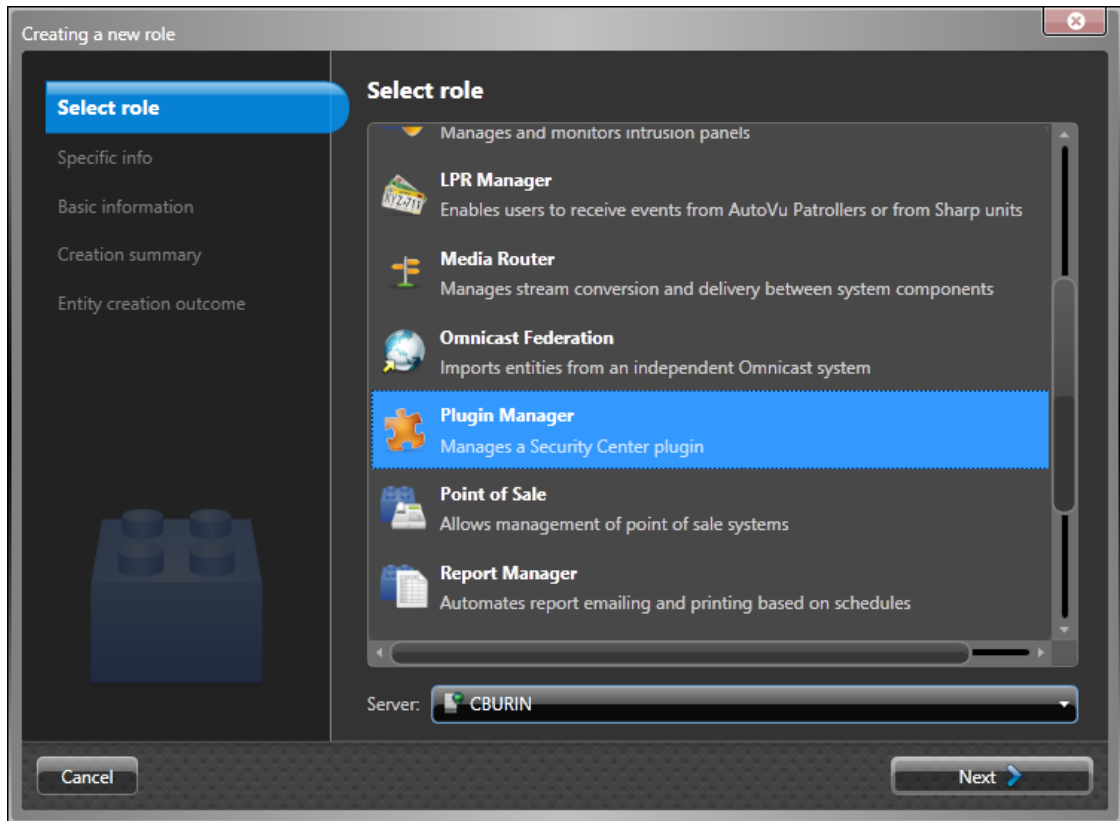 Creating a new role
Select role
Specific info
Basic information
Creation summary
Entity creation outcome
Select role
Manages and monitors intrusion panels
LPR Manager
Enables users to receive events from AutoVu Patrollers or from Sharp units
Media Router
Manages stream conversion and delivery between system components
Omnicast Federation
Imports entities from an independent Omnicast system
Plugin Manager
Manages a Security Center plugin
Point of Sale
Allows management of point of sale systems
Report Manager
Automates report emailing and printing based on schedules
Server: CBURIN
Cancel
Next
XYZ-711